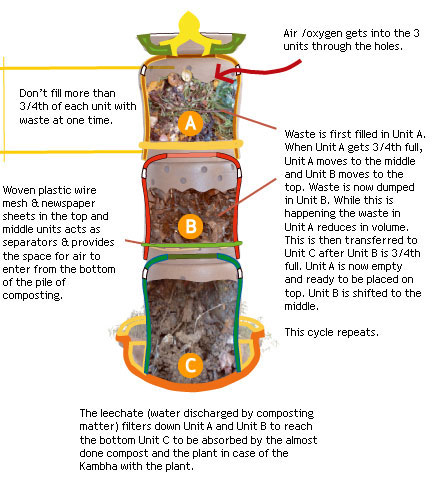 Air /oxygen gets into the 3
units through the holes.
Don't fill more than
3/4th of each unit with
waste at one time.
A
Waste is first filled in Unit A.
When Unit A gets 3/4th full,
Unit A moves to the middle
and Unit B moves to the
top. Waste is now dumped
in Unit B. While this is
happening the waste in
Unit A reduces in volume.
This is then transferred to
Unit C after Unit B is 3/4th
full. Unit A is now empty
and ready to be placed on
top. Unit B is shifted to the
middle.
This cycle repeats.
Woven plastic wire
mesh & newspaper
sheets in the top and
middle units acts as
separators & provides
the space for air to
enter from the bottom
of the pile of
composting.
B
C
The leechate (water discharged by composting
matter) filters down Unit A and Unit B to reach
the bottom Unit C to be absorbed by the almost
done compost and the plant in case of the
Kambha with the plant.